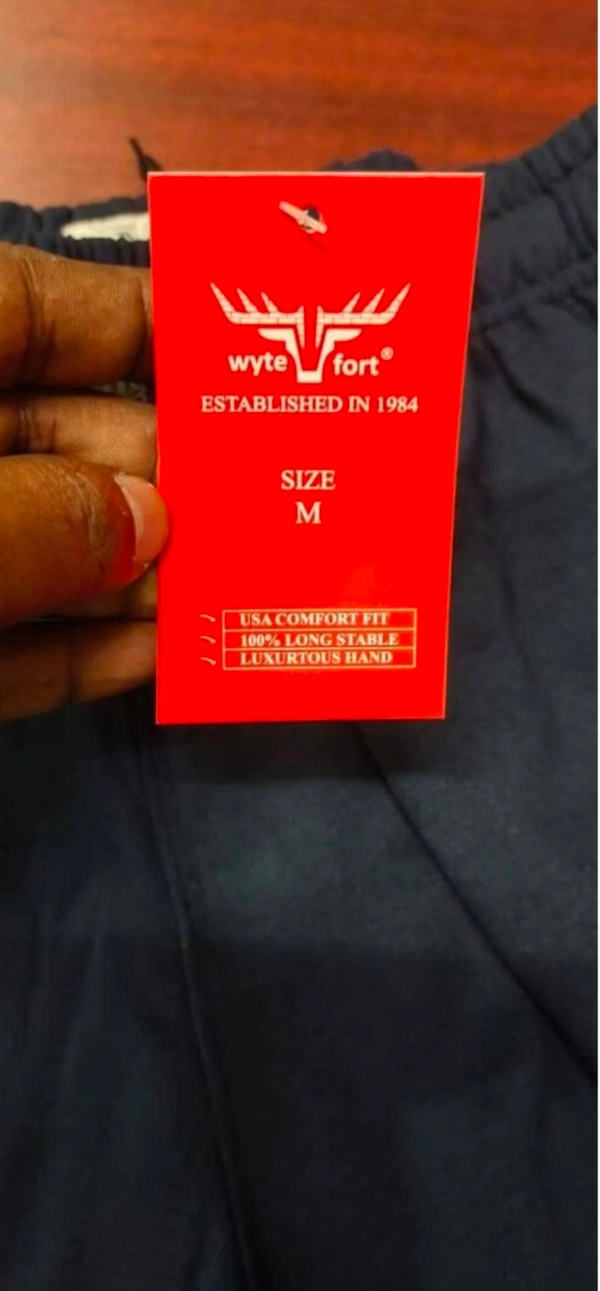 wyte fort®
ESTABLISHED IN 1984
SIZE
M
USA COMFORT FIT
100% LONG STABLE
LUXURTOUS HAND